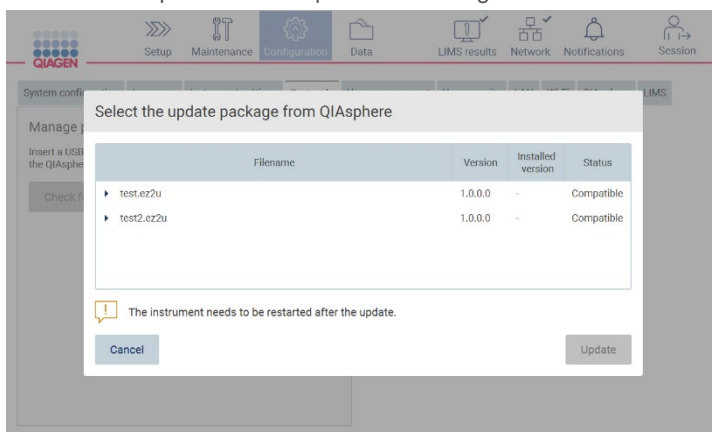 Setup
Maintenance
Configuration
Data
LIMS results
Network
Notifications
Session
QIAGEN
System LIMS
Manage
Insert a USB
the
Check
Select the update package from QIAsphere
Filename Version Installed version Status
test.ez2u 1.0.0.0 - Compatible
test2.ez2u 1.0.0.0 - Compatible
The instrument needs to be restarted after the update.
Cancel Update